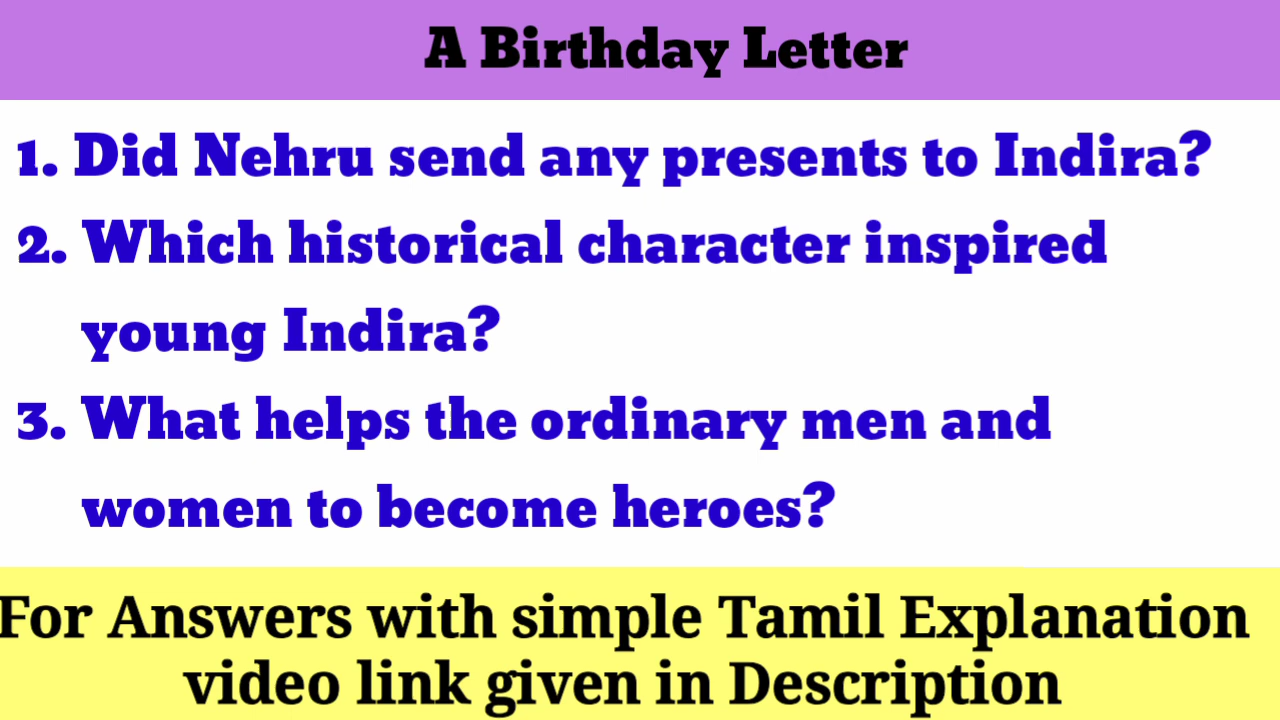 A Birthday Letter
1. Did Nehru send any presents to Indira?
2. Which historical character inspired
young Indira?
3. What helps the ordinary men and
women to become heroes?
For Answers with simple Tamil Explanation
video link given in Description